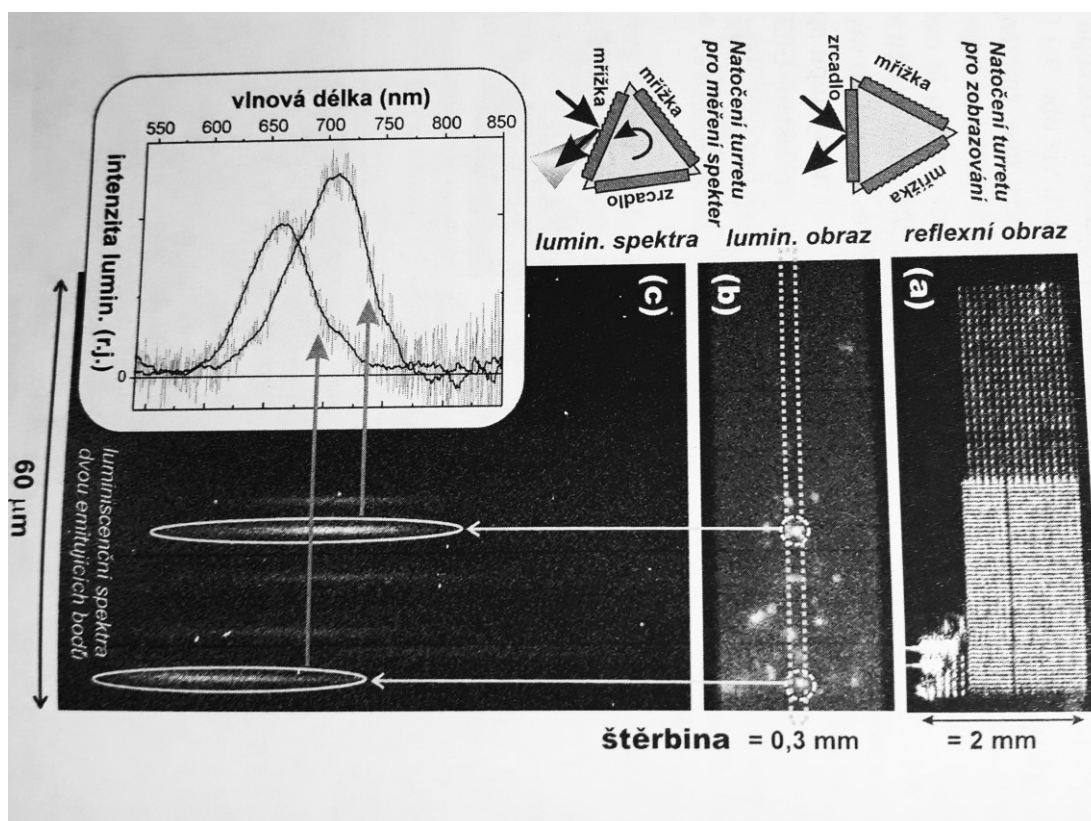 Natočení turretu
pro zobrazování
zrcadlo
mřížka
mřížka
Natočení turretu
pro měření spekter
mřížka
mřížka
zrcadlo
vlnová délka (nm)
550 600 650 700 750 800 850
intenzita lumin. (r.j.)
0
lumin. spektra
lumin. obraz
reflexní obraz
(c)
(b)
(a)
60 µm
luminiscenční spektra
dvou emitujících bodů
štěrbina = 0,3 mm
= 2 mm